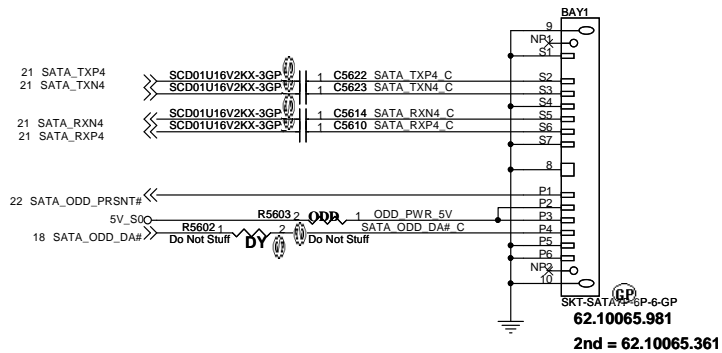 BAY1
9
NP1
S1
21 SATA_TXP4 SCD01U16V2KX-3GP 1 C5622 SATA_TXP4_C S2
21 SATA_TXN4 1 C5623 SATA_TXN4_C S3
S4
21 SATA_RXN4 SCD01U16V2KX-3GP 1 C5614 SATA_RXN4_C S5
21 SATA_RXP4 1 C5610 SATA_RXP4_C S6
S7
8
22 SATA_ODD_PRSNT# P1
P2
5V_S0 R5603 2 ODD 1 ODD_PWR_5V P3
18 SATA_ODD_DA# R5602 1 DY 2 SATA_ODD_DA#_C P4
Do Not Stuff Do Not Stuff
P5
P6
NP2
10
GP
SKT-SATA7P-6P-6-GP
62.10065.981
2nd = 62.10065.361